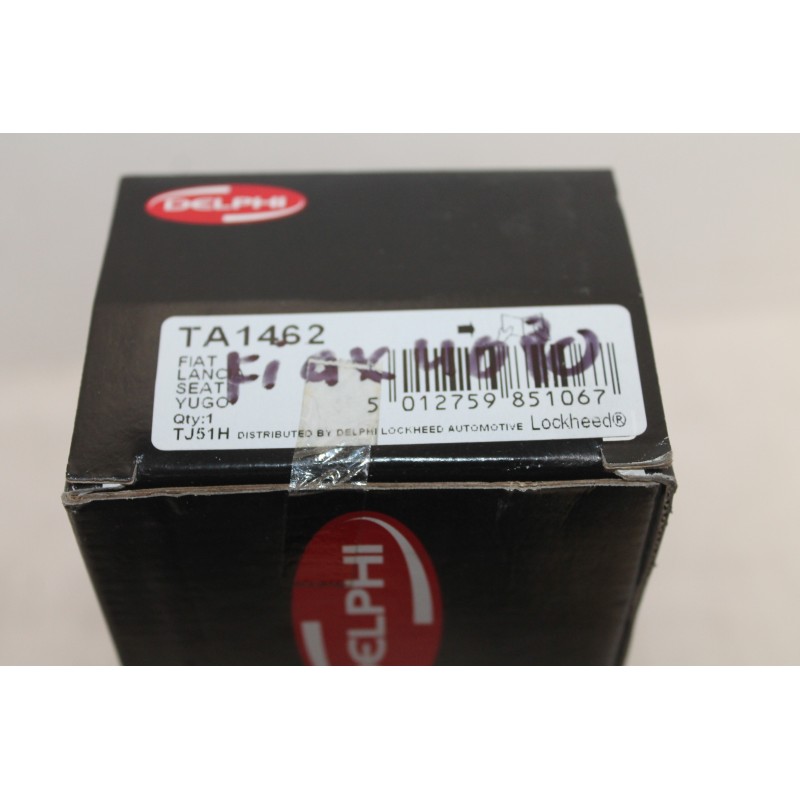 DELPHI
TA1462
FIAT
LANCIA
SEAT
YUGO
Fiat
5 012759 851067
Qty:1
TJ51H DISTRIBUTED BY DELPHI LOCKHEED AUTOMOTIVE Lockheed®
DELPHI